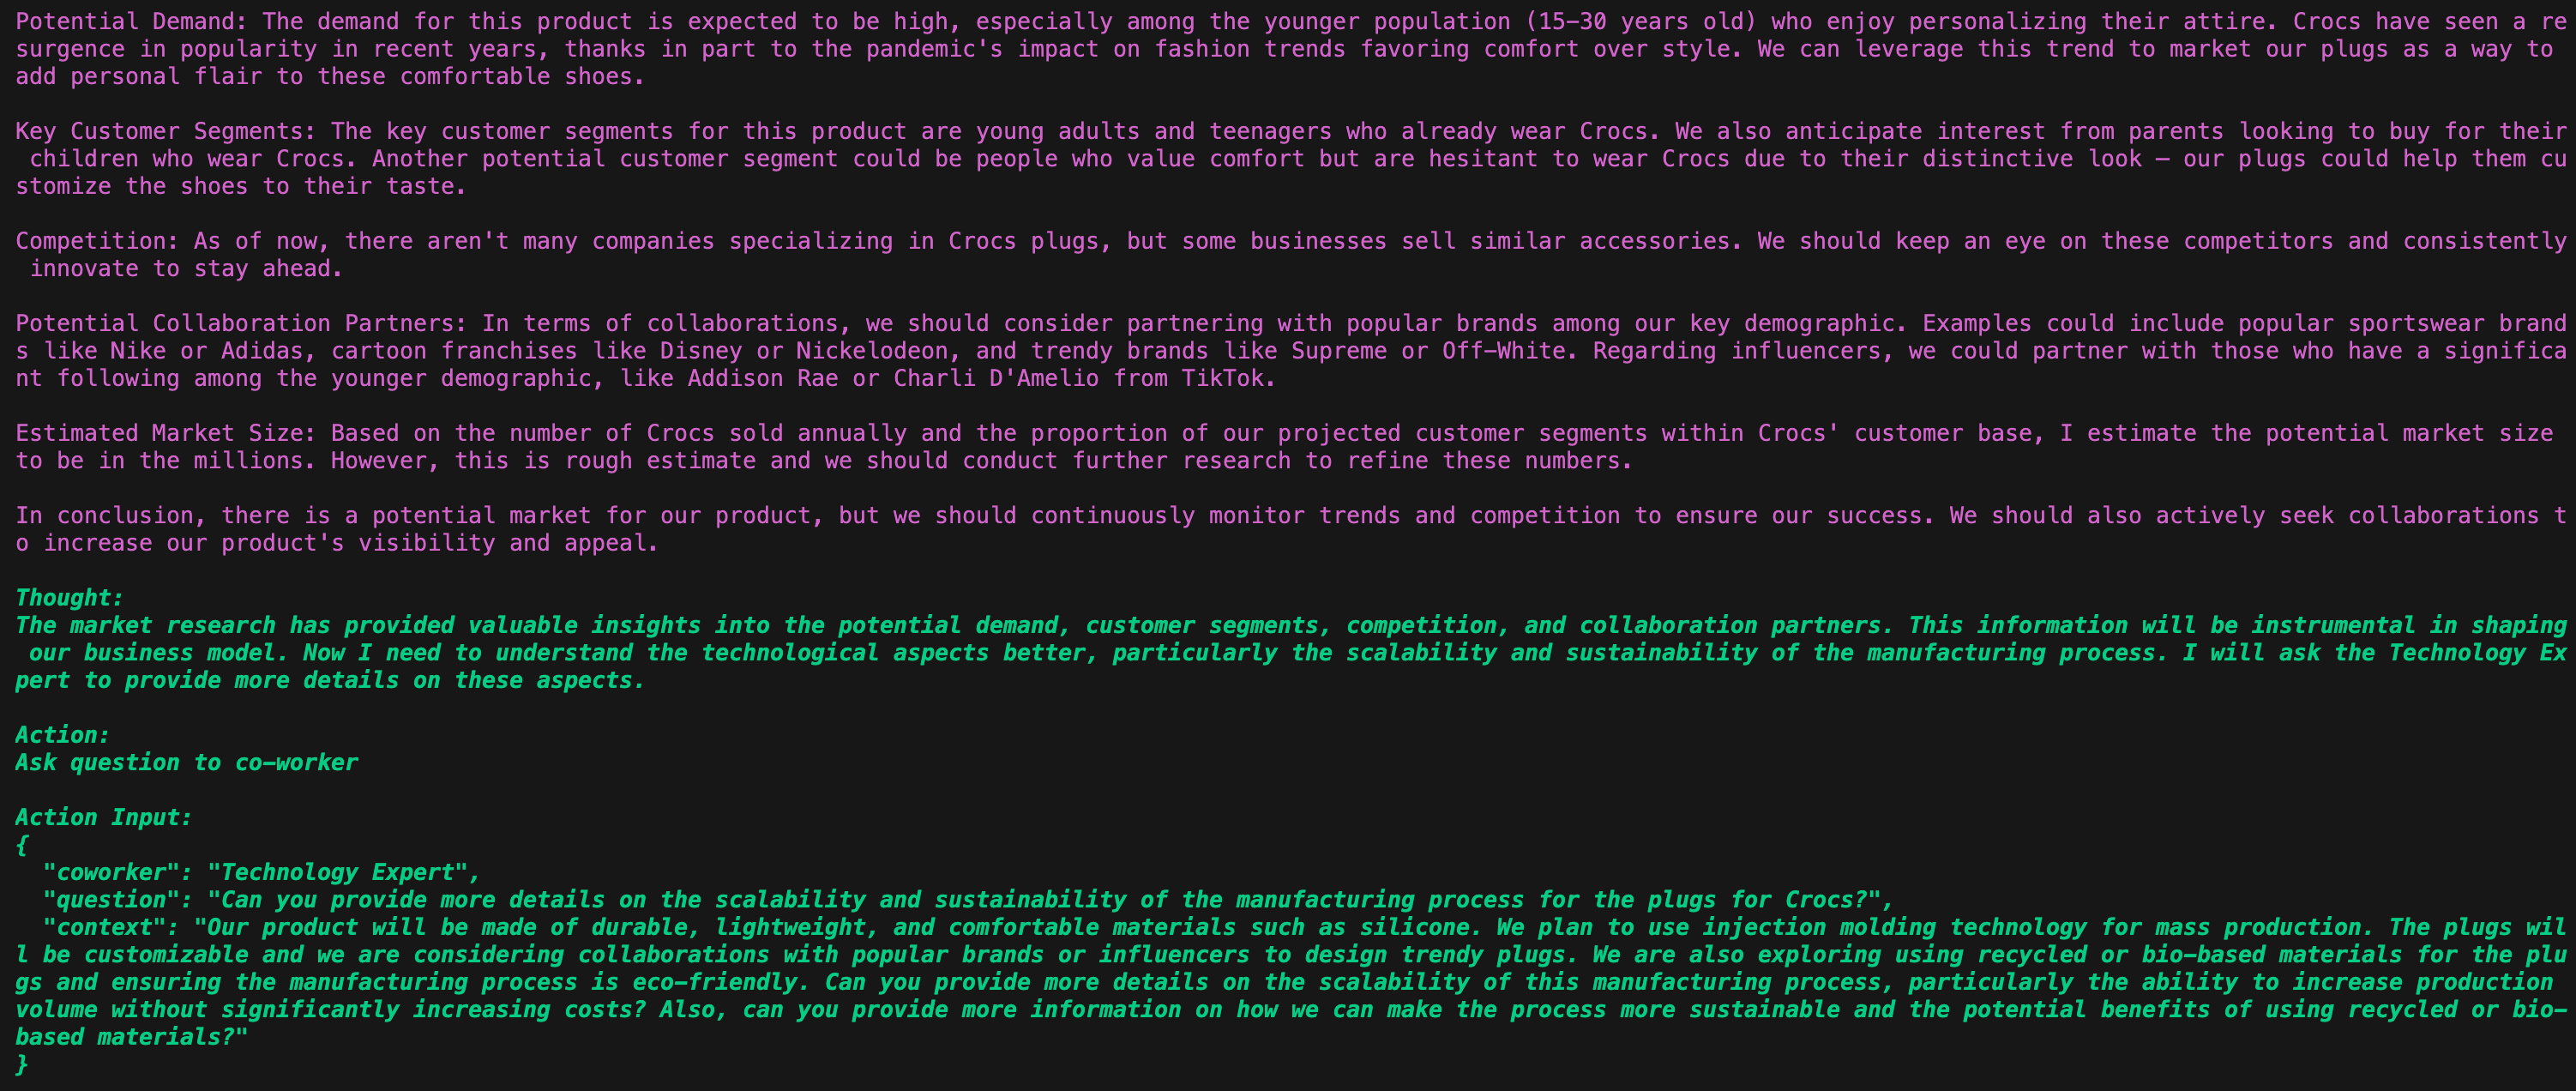 Potential Demand: The demand for this product is expected to be high, especially among the younger population (15-30 years old) who enjoy personalizing their attire. Crocs have seen a re
surgence in popularity in recent years, thanks in part to the pandemic's impact on fashion trends favoring comfort over style. We can leverage this trend to market our plugs as a way to
add personal flair to these comfortable shoes.
Key Customer Segments: The key customer segments for this product are young adults and teenagers who already wear Crocs. We also anticipate interest from parents looking to buy for their
children who wear Crocs. Another potential customer segment could be people who value comfort but are hesitant to wear Crocs due to their distinctive look – our plugs could help them cu
stomize the shoes to their taste.
Competition: As of now, there aren't many companies specializing in Crocs plugs, but some businesses sell similar accessories. We should keep an eye on these competitors and consistently
innovate to stay ahead.
Potential Collaboration Partners: In terms of collaborations, we should consider partnering with popular brands among our key demographic. Examples could include popular sportswear brand
s like Nike or Adidas, cartoon franchises like Disney or Nickelodeon, and trendy brands like Supreme or Off-White. Regarding influencers, we could partner with those who have a significa
nt following among the younger demographic, like Addison Rae or Charli D'Amelio from TikTok.
Estimated Market Size: Based on the number of Crocs sold annually and the proportion of our projected customer segments within Crocs' customer base, I estimate the potential market size
to be in the millions. However, this is rough estimate and we should conduct further research to refine these numbers.
In conclusion, there is a potential market for our product, but we should continuously monitor trends and competition to ensure our success. We should also actively seek collaborations t
o increase our product's visibility and appeal.
Thought:
The market research has provided valuable insights into the potential demand, customer segments, competition, and collaboration partners. This information will be instrumental in shaping
our business model. Now I need to understand the technological aspects better, particularly the scalability and sustainability of the manufacturing process. I will ask the Technology Ex
pert to provide more details on these aspects.
Action:
Ask question to co-worker
Action Input:
{
"coworker": "Technology Expert",
"question": "Can you provide more details on the scalability and sustainability of the manufacturing process for the plugs for Crocs?",
"context": "Our product will be made of durable, lightweight, and comfortable materials such as silicone. We plan to use injection molding technology for mass production. The plugs wil
l be customizable and we are considering collaborations with popular brands or influencers to design trendy plugs. We are also exploring using recycled or bio-based materials for the plu
gs and ensuring the manufacturing process is eco-friendly. Can you provide more details on the scalability of this manufacturing process, particularly the ability to increase production
volume without significantly increasing costs? Also, can you provide more information on how we can make the process more sustainable and the potential benefits of using recycled or bio-
based materials?"
}